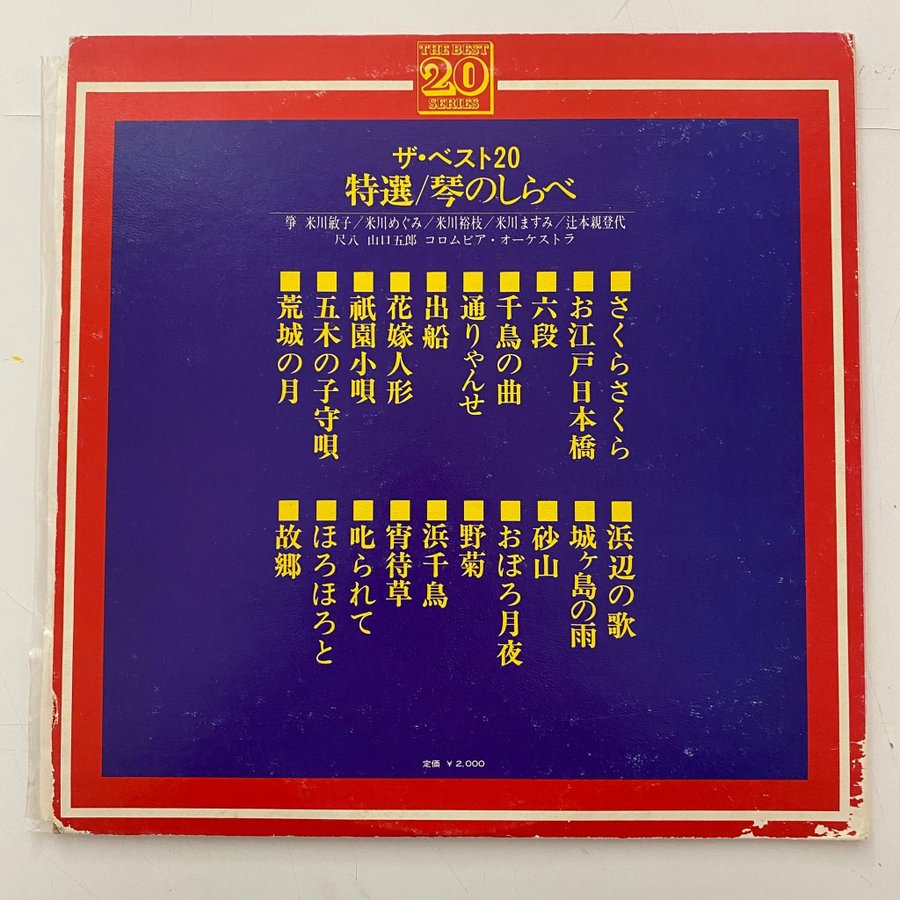 THE BEST
20
SERIES
ザ・ベスト20
特選/琴のしらべ
箏 米川敏子/米川めぐみ/米川裕枝/米川ますみ/辻本親登代
尺八 山口五郎 コロムビア・オーケストラ
■さくらさくら
■お江戸日本橋
■六段
■千鳥の曲
■通りゃんせ
■出船
■花嫁人形
■祇園小唄
■五木の子守唄
■荒城の月
■浜辺の歌
■城ヶ島の雨
■砂山
■おぼろ月夜
■野菊
■浜千鳥
■宵待草
■叱られて
■ほろほろと
■故郷
定価 ¥2,000